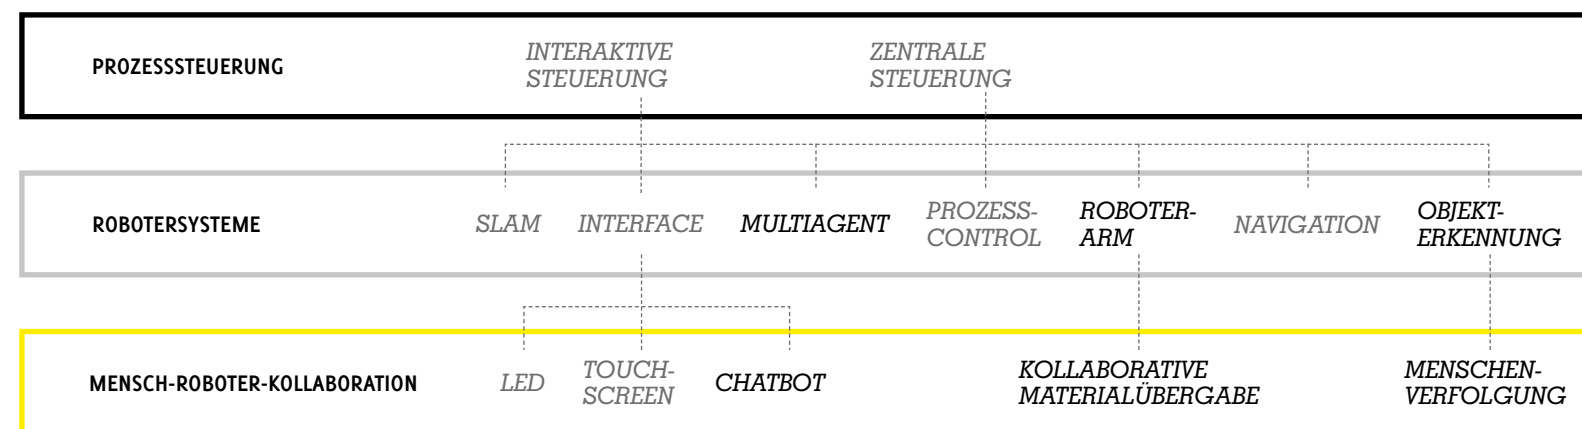 PROZESSSTEUERUNG
INTERAKTIVE
STEUERUNG
ZENTRALE
STEUERUNG
ROBOTERSYSTEME
SLAM
INTERFACE
MULTIAGENT
PROZESS-
CONTROL
ROBOTER-
ARM
NAVIGATION
OBJEKT-
ERKENNUNG
MENSCH-ROBOTER-KOLLABORATION
LED
TOUCH-
SCREEN
CHATBOT
KOLLABORATIVE
MATERIALÜBERGABE
MENSCHEN-
VERFOLGUNG